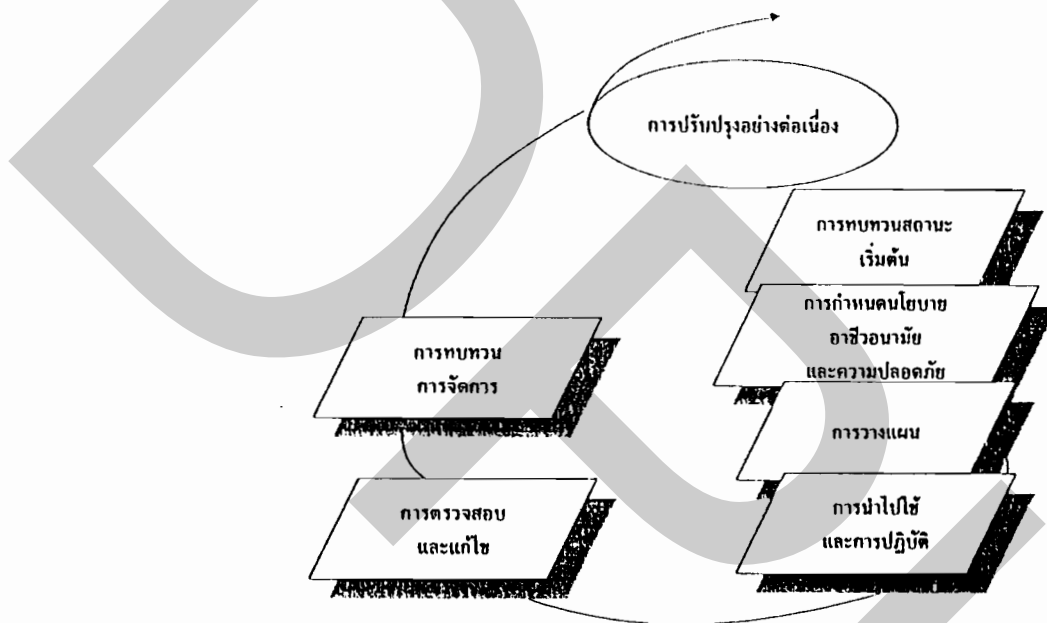 การปรับปรุงอย่างต่อเนื่อง
การทบทวนสถานะ
เริ่มต้น
การกำหนดนโยบาย
อาชีวอนามัย
และความปลอดภัย
การวางแผน
การนำไปใช้
และการปฏิบัติ
การตรวจสอบ
และแก้ไข
การทบทวน
การจัดการ